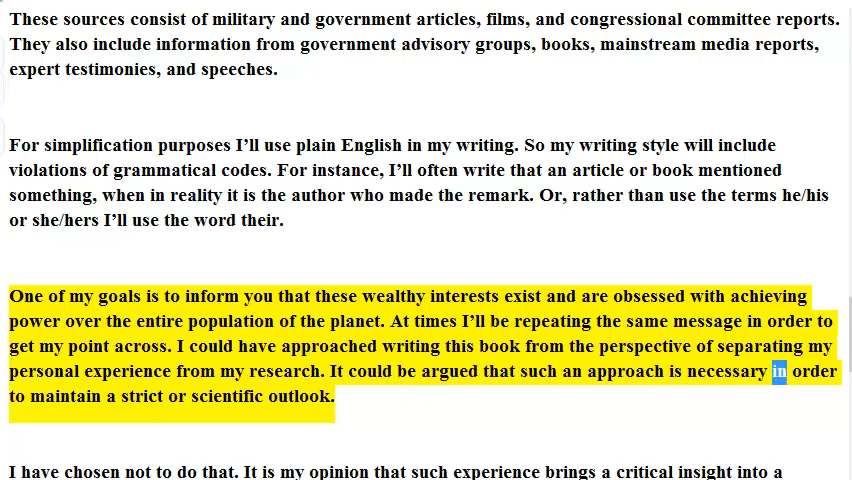 These sources consist of military and government articles, films, and congressional committee reports.
They also include information from government advisory groups, books, mainstream media reports,
expert testimonies, and speeches.
For simplification purposes I’ll use plain English in my writing. So my writing style will include
violations of grammatical codes. For instance, I’ll often write that an article or book mentioned
something, when in reality it is the author who made the remark. Or, rather than use the terms he/his
or she/hers I’ll use the word their.
One of my goals is to inform you that these wealthy interests exist and are obsessed with achieving
power over the entire population of the planet. At times I’ll be repeating the same message in order to
get my point across. I could have approached writing this book from the perspective of separating my
personal experience from my research. It could be argued that such an approach is necessary in order
to maintain a strict or scientific outlook.
I have chosen not to do that. It is my opinion that such experience brings a critical insight into a